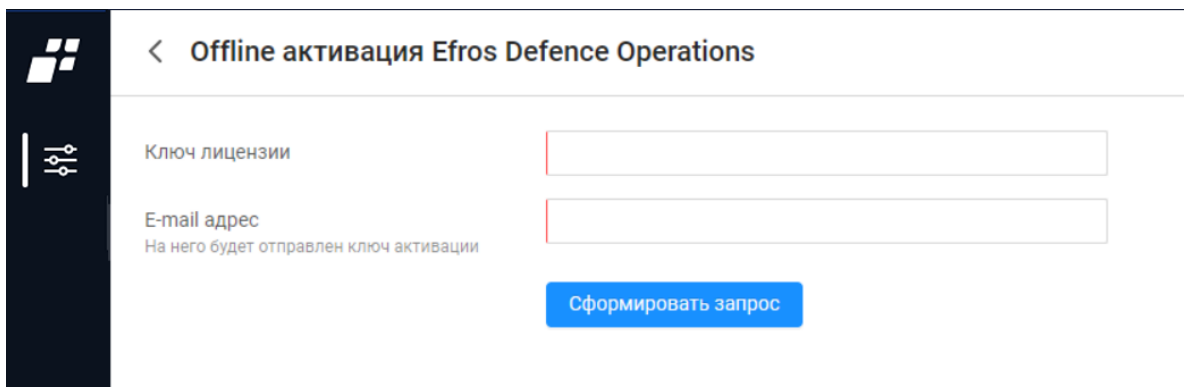 Offline активация Efros Defence Operations
Ключ лицензии
E-mail адрес
На него будет отправлен ключ активации
Сформировать запрос